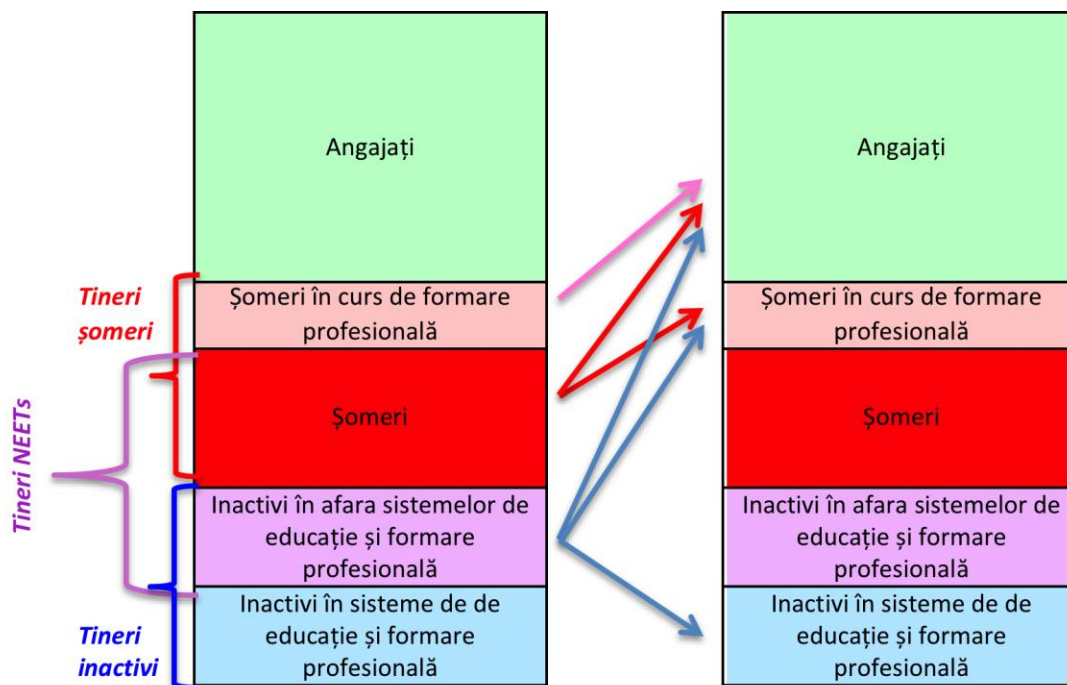 Angajați
Șomeri în curs de formare
profesională
Șomeri
Inactivi în afara sistemelor de
educație și formare
profesională
Inactivi în sisteme de de
educație și formare
profesională
Tineri
șomeri
Tineri NEETs
Tineri
inactivi
Angajați
Șomeri în curs de formare
profesională
Șomeri
Inactivi în afara sistemelor de
educație și formare
profesională
Inactivi în sisteme de de
educație și formare
profesională